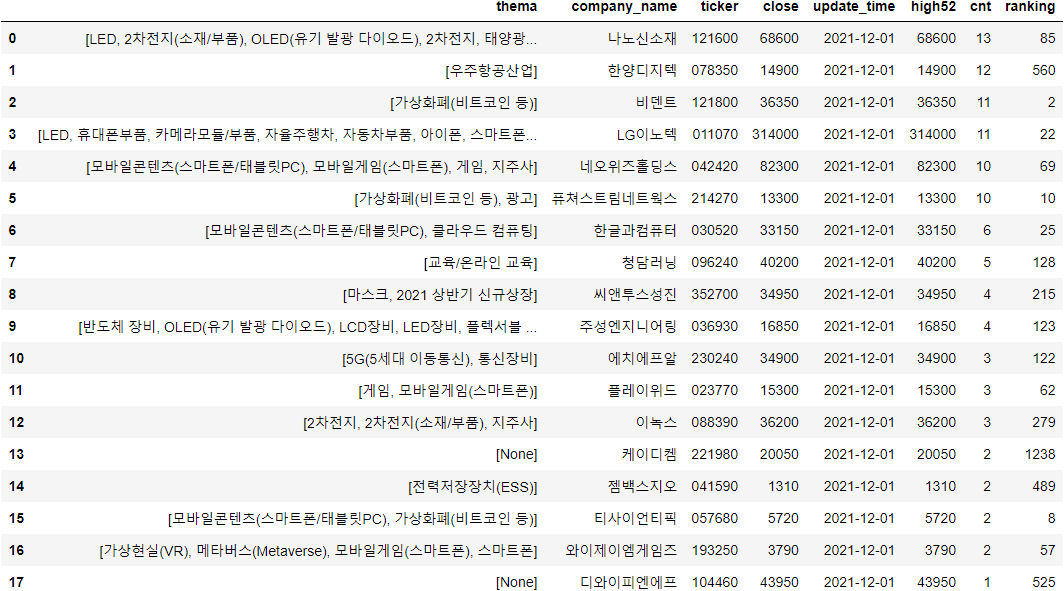 thema company_name ticker close update_time high52 cnt ranking
0 [LED, 2차전지(소재/부품), OLED(유기 발광 다이오드), 2차전지, 태양광... 나노신소재 121600 68600 2021-12-01 68600 13 85
1 [우주항공산업] 한양디지텍 078350 14900 2021-12-01 14900 12 560
2 [가상화폐(비트코인 등)] 비덴트 121800 36350 2021-12-01 36350 11 2
3 [LED, 휴대폰부품, 카메라모듈/부품, 자율주행차, 자동차부품, 아이폰, 스마트폰... LG이노텍 011070 314000 2021-12-01 314000 11 22
4 [모바일콘텐츠(스마트폰/태블릿PC), 모바일게임(스마트폰), 게임, 지주사] 네오위즈홀딩스 042420 82300 2021-12-01 82300 10 69
5 [가상화폐(비트코인 등), 광고] 퓨쳐스트림네트웍스 214270 13300 2021-12-01 13300 10 10
6 [모바일콘텐츠(스마트폰/태블릿PC), 클라우드 컴퓨팅] 한글과컴퓨터 030520 33150 2021-12-01 33150 6 25
7 [교육/온라인 교육] 청담러닝 096240 40200 2021-12-01 40200 5 128
8 [마스크, 2021 상반기 신규상장] 씨앤투스성진 352700 34950 2021-12-01 34950 4 215
9 [반도체 장비, OLED(유기 발광 다이오드), LCD장비, LED장비, 플렉서블 ... 주성엔지니어링 036930 16850 2021-12-01 16850 4 123
10 [5G(5세대 이동통신), 통신장비] 에치에프알 230240 34900 2021-12-01 34900 3 122
11 [게임, 모바일게임(스마트폰)] 플레이위드 023770 15300 2021-12-01 15300 3 62
12 [2차전지, 2차전지(소재/부품), 지주사] 이녹스 088390 36200 2021-12-01 36200 3 279
13 [None] 케이디켐 221980 20050 2021-12-01 20050 2 1238
14 [전력저장장치(ESS)] 젬백스지오 041590 1310 2021-12-01 1310 2 489
15 [모바일콘텐츠(스마트폰/태블릿PC), 가상화폐(비트코인 등)] 티사이언티픽 057680 5720 2021-12-01 5720 2 8
16 [가상현실(VR), 메타버스(Metaverse), 모바일게임(스마트폰), 스마트폰] 와이제이엠게임즈 193250 3790 2021-12-01 3790 2 57
17 [None] 디와이피엔에프 104460 43950 2021-12-01 43950 1 525